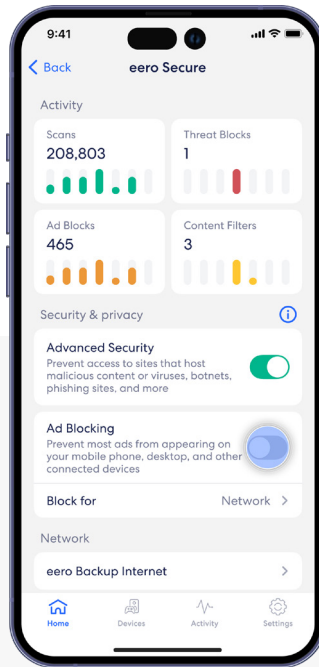 9:41
Back
eero Secure
Activity
Scans
208,803
Threat Blocks
1
Ad Blocks
465
Content Filters
3
Security & privacy
Advanced Security
Prevent access to sites that host
malicious content or viruses, botnets,
phishing sites, and more
Ad Blocking
Prevent most ads from appearing on
your mobile phone, desktop, and other
connected devices
Block for
Network
Network
eero Backup Internet
Home
Devices
Activity
Settings